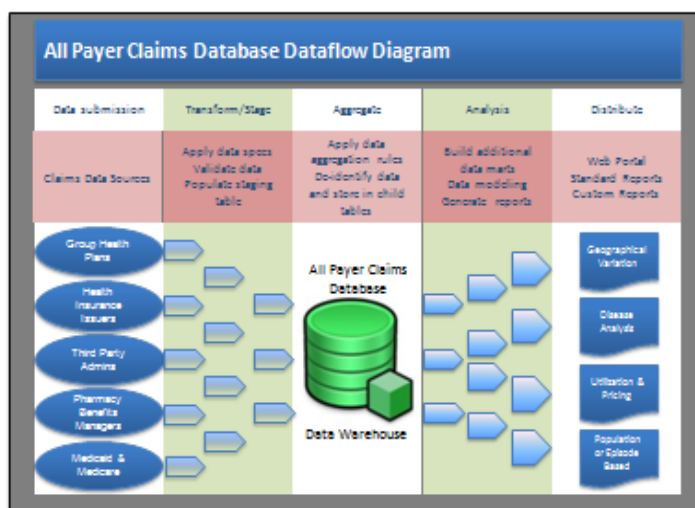 All Payer Claims Database Dataflow Diagram
Data submission
Transform/Stage
Aggregate
Analysis
Distribute
Claims Data Sources
Apply data specs
Validate data
Populate staging
table
Apply data
aggregation rules
De-identify data
and store in child
tables
Build additional
data marts
Data modeling
Generate reports
Web Portal
Standard Reports
Custom Reports
Group Health
Plans
Health
Insurance
Issuers
Third Party
Admins
Pharmacy
Benefits
Managers
Medicaid &
Medicare
All Payer Claims
Database
Data Warehouse
Geographical
Variation
Disease
Analysis
Utilization &
Pricing
Population
or Episode
Based